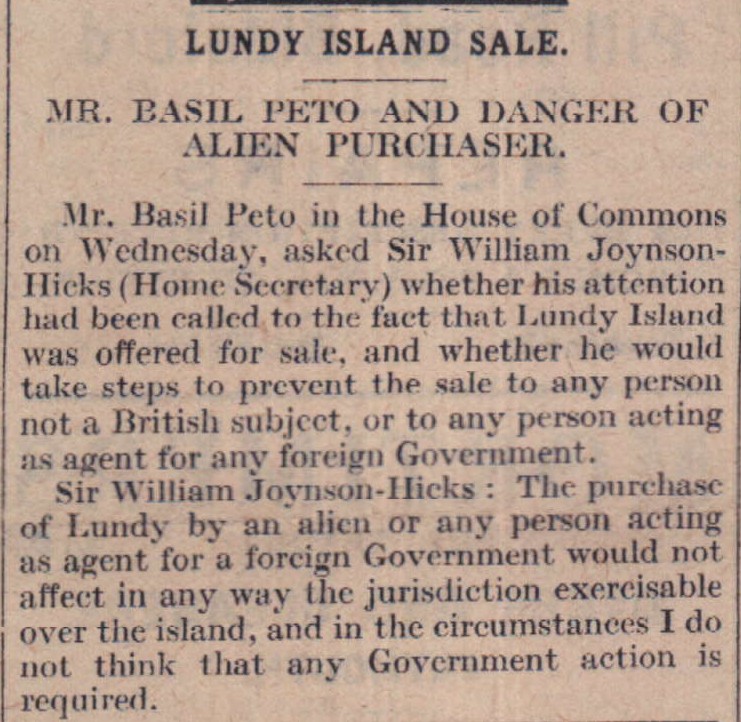 LUNDY ISLAND SALE.
MR. BASIL PETO AND DANGER OF
ALIEN PURCHASER.
Mr. Basil Peto in the House of Commons
on Wednesday, asked Sir William Joynson-
Hicks (Home Secretary) whether his attention
had been called to the fact that Lundy Island
was offered for sale, and whether he would
take steps to prevent the sale to any person
not a British subject, or to any person acting
as agent for any foreign Government.
Sir William Joynson-Hicks : The purchase
of Lundy by an alien or any person acting
as agent for a foreign Government would not
affect in any way the jurisdiction exercisable
over the island, and in the circumstances I do
not think that any Government action is
required.